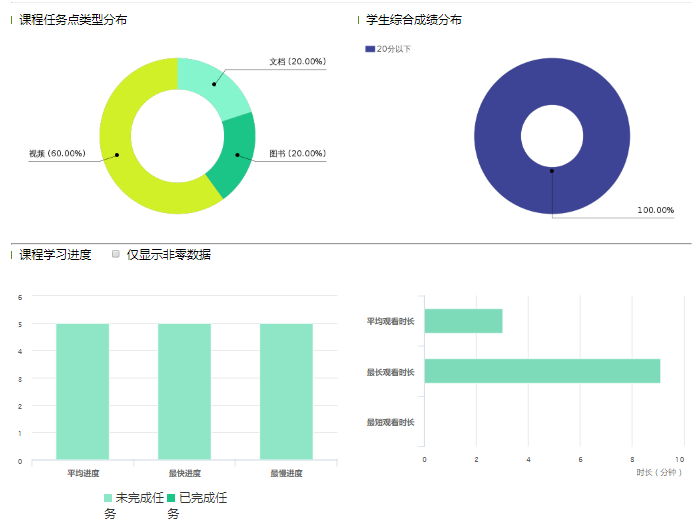 课程任务点类型分布
学生综合成绩分布
20分以下
文档 (20.00%)
视频 (60.00%)
图书 (20.00%)
100.00%
课程学习进度
仅显示非零数据
6
5
4
3
2
1
0
平均进度
最快进度
最慢进度
未完成任
务
已完成任
务
平均观看时长
最长观看时长
最短观看时长
0
2
4
6
8
10
时长 ( 分钟 )